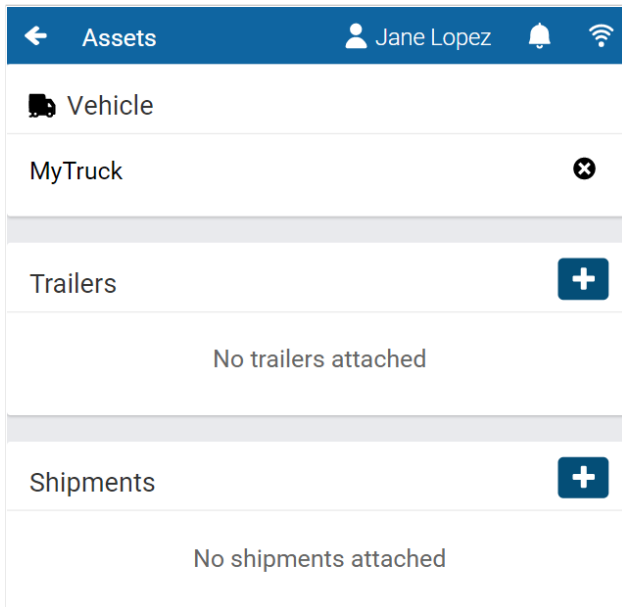 Assets Jane Lopez
Vehicle
MyTruck
Trailers
No trailers attached
Shipments
No shipments attached